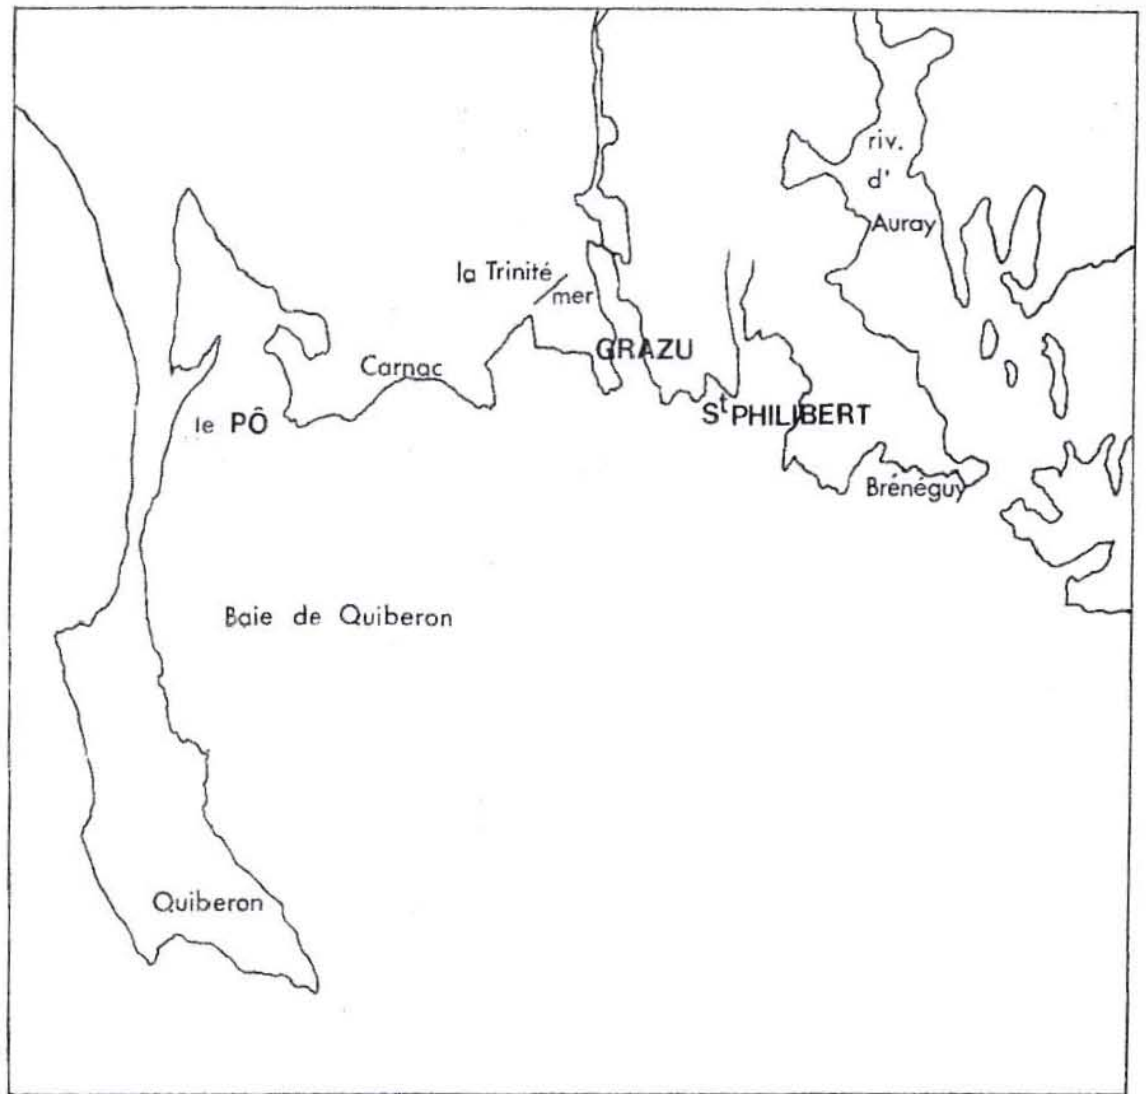 riv.
d'
Auray
la Trinité
/ mer
GRAZU
Carnac
St PHILIBERT
le PÔ
Brénéguy
Baie de Quiberon
Quiberon